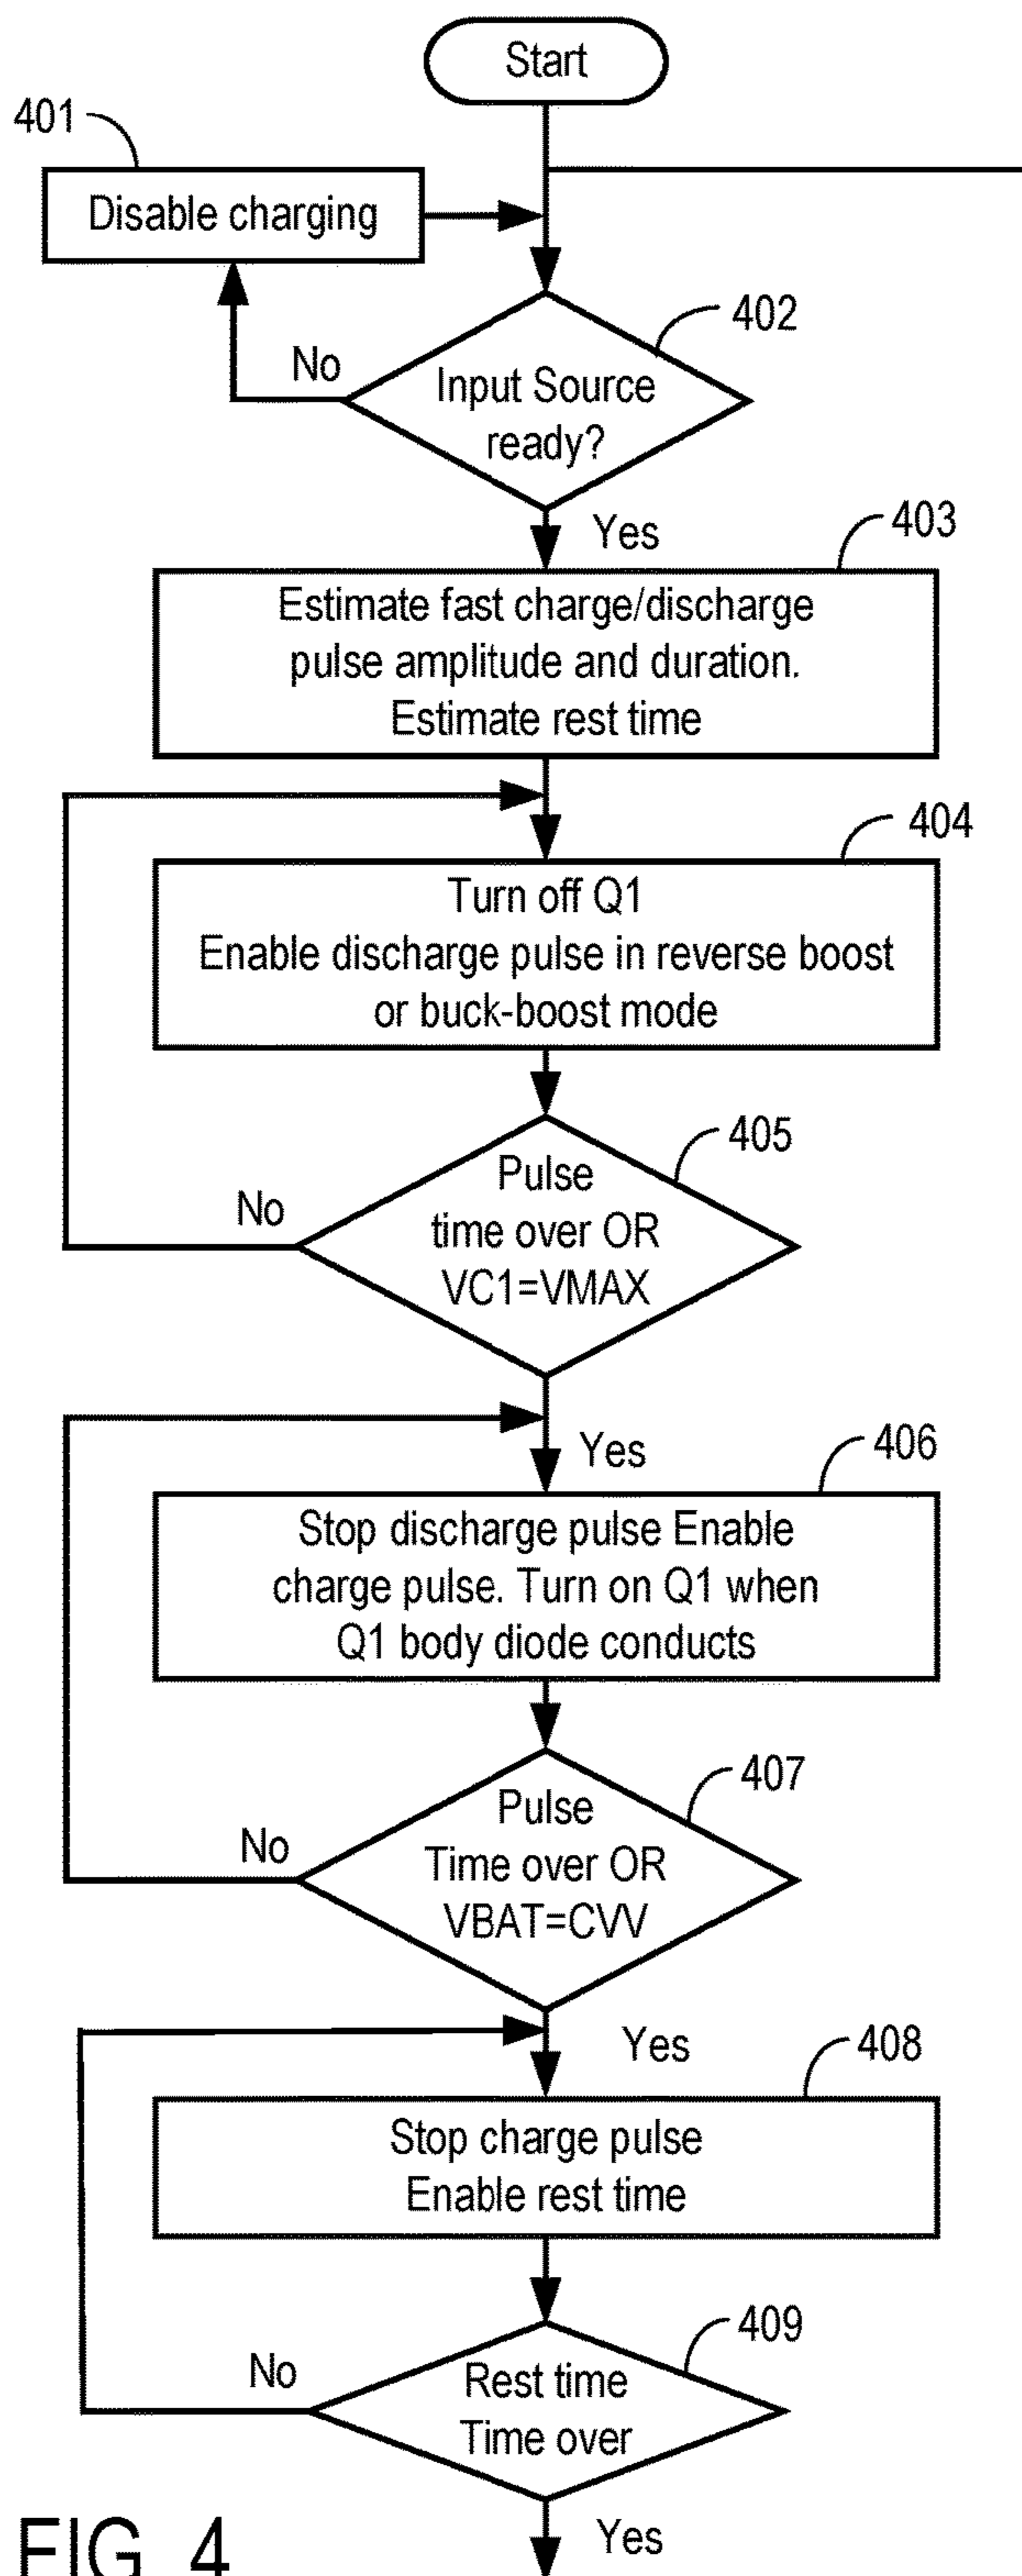 Start
401
Disable charging
402
No
Input Source
ready?
Yes
403
Estimate fast charge/discharge
pulse amplitude and duration.
Estimate rest time
404
Turn off Q1
Enable discharge pulse in reverse boost
or buck-boost mode
405
Pulse
No
time over OR
VC1=VMAX
Yes
406
Stop discharge pulse Enable
charge pulse. Turn on Q1 when
Q1 body diode conducts
407
Pulse
No
Time over OR
VBAT=CVV
Yes
408
Stop charge pulse
Enable rest time
409
No
Rest time
Time over
Yes
FIG. 4